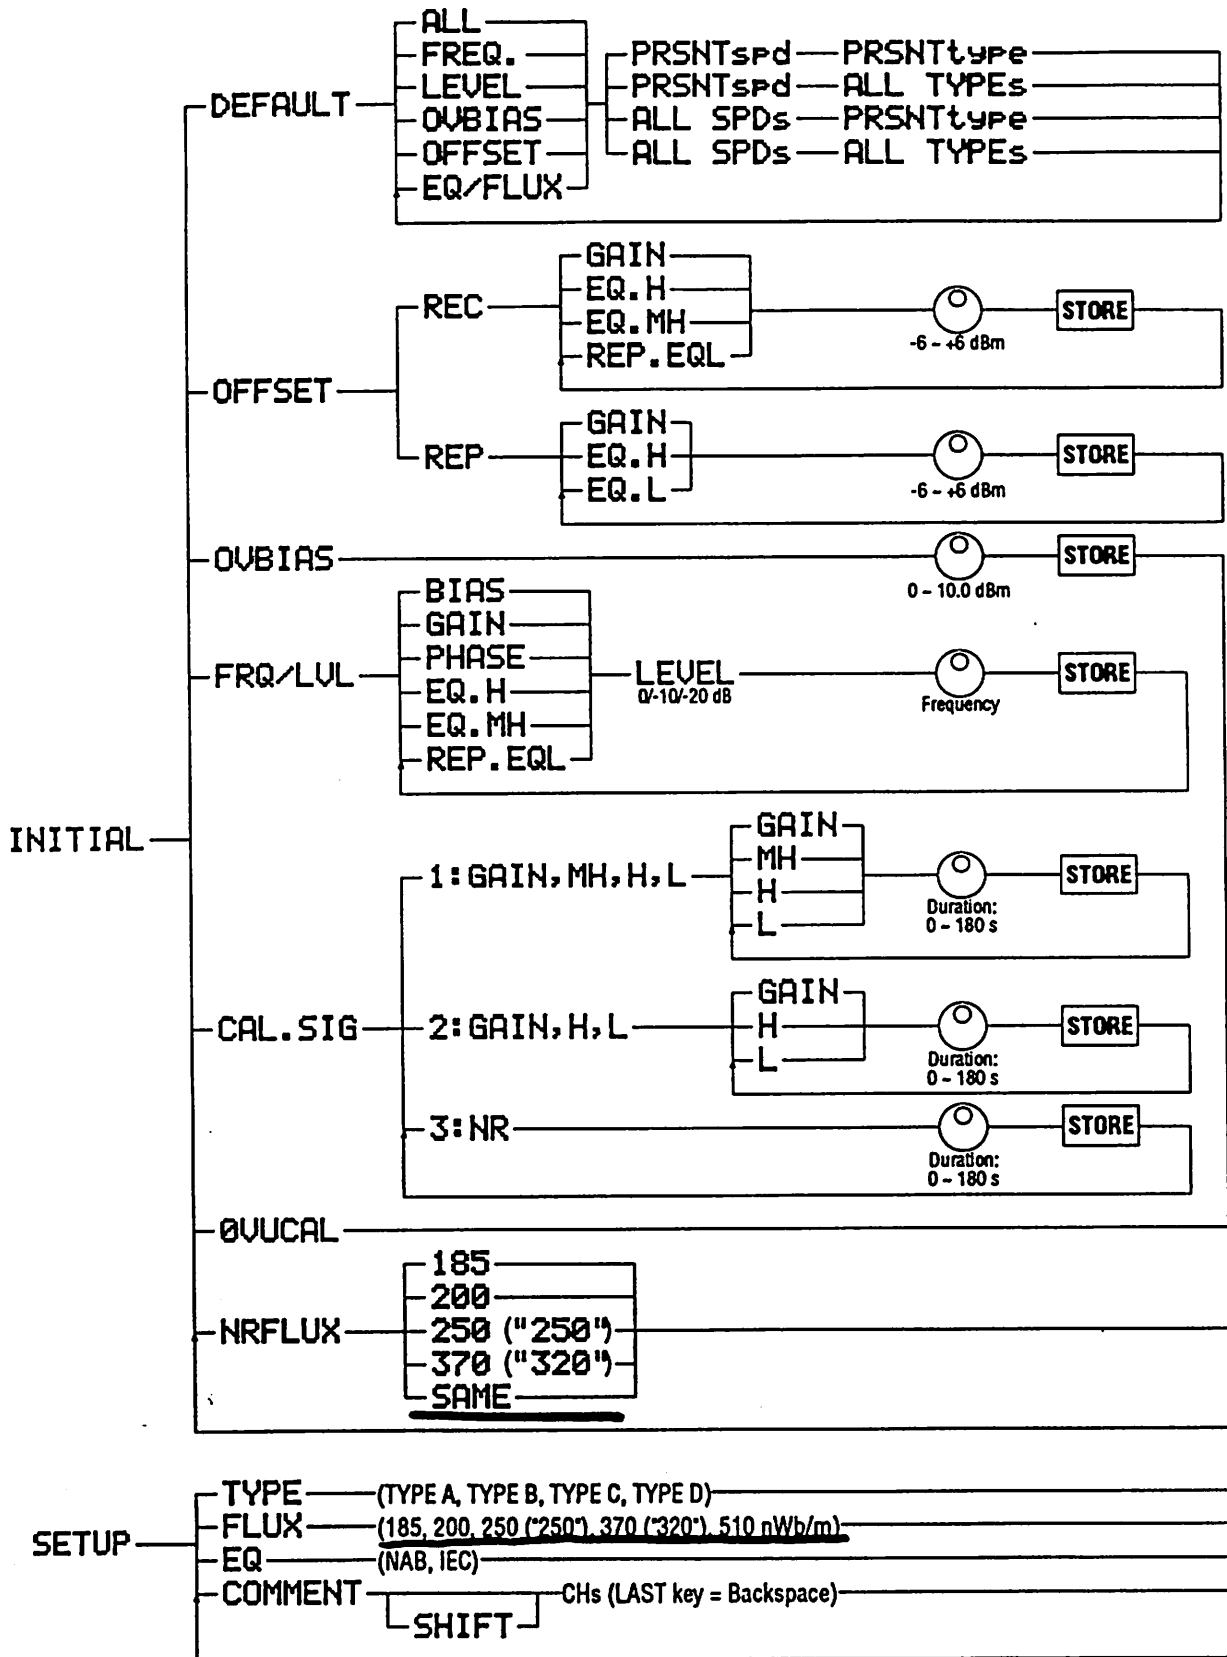 ALL
FREQ.
LEVEL
OVBIAS
OFFSET
EQ/FLUX
DEFAULT
PRSNTspd PRSNTtype
PRSNTspd ALL TYPEs
ALL SPDs PRSNTtype
ALL SPDs ALL TYPEs
OFFSET
REC
GAIN
EQ.H
EQ.MH
REP.EQL
-6 ~ +6 dBm
STORE
REP
GAIN
EQ.H
EQ.L
-6 ~ +6 dBm
STORE
OVBIAS
0 ~ 10.0 dBm
STORE
FRQ/LVL
BIAS
GAIN
PHASE
EQ.H
EQ.MH
REP.EQL
LEVEL
0/-10/-20 dB
Frequency
STORE
INITIAL
CAL.SIG
1:GAIN,MH,H,L
GAIN
MH
H
L
Duration:
0 ~ 180 s
STORE
2:GAIN,H,L
GAIN
H
L
Duration:
0 ~ 180 s
STORE
3:NR
Duration:
0 ~ 180 s
STORE
0VUCAL
NRFLUX
185
200
250 ("250")
370 ("320")
SAME
SETUP
TYPE (TYPE A, TYPE B, TYPE C, TYPE D)
FLUX (185, 200, 250 ("250"), 370 ("320"), 510 nWb/m)
EQ (NAB, IEC)
COMMENT CHs (LAST key = Backspace)
SHIFT